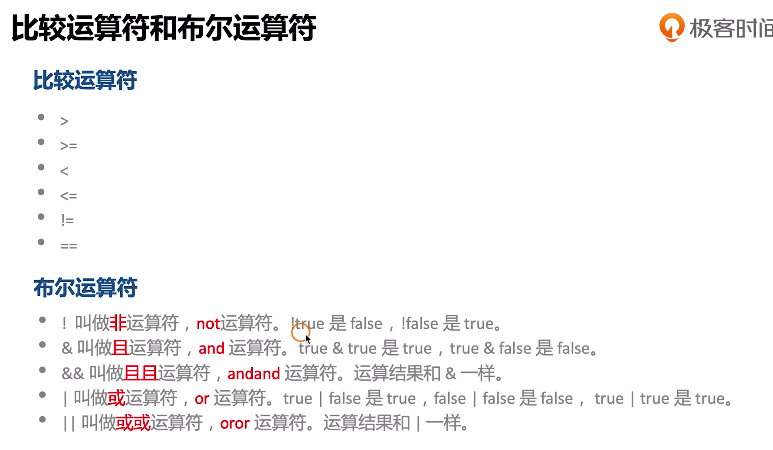 比较运算符和布尔运算符
极客时间
比较运算符
• >
• >=
• <
• <=
• !=
• ==
布尔运算符
• ! 叫做非运算符，not运算符。!true 是 false，!false 是 true。
• & 叫做且运算符，and 运算符。true & true 是 true，true & false 是 false。
• && 叫做且且运算符，andand 运算符。运算结果和 & 一样。
• | 叫做或运算符，or 运算符。true | false 是 true，false | false 是 false， true | true 是 true。
• || 叫做或或运算符，oror 运算符。运算结果和 | 一样。